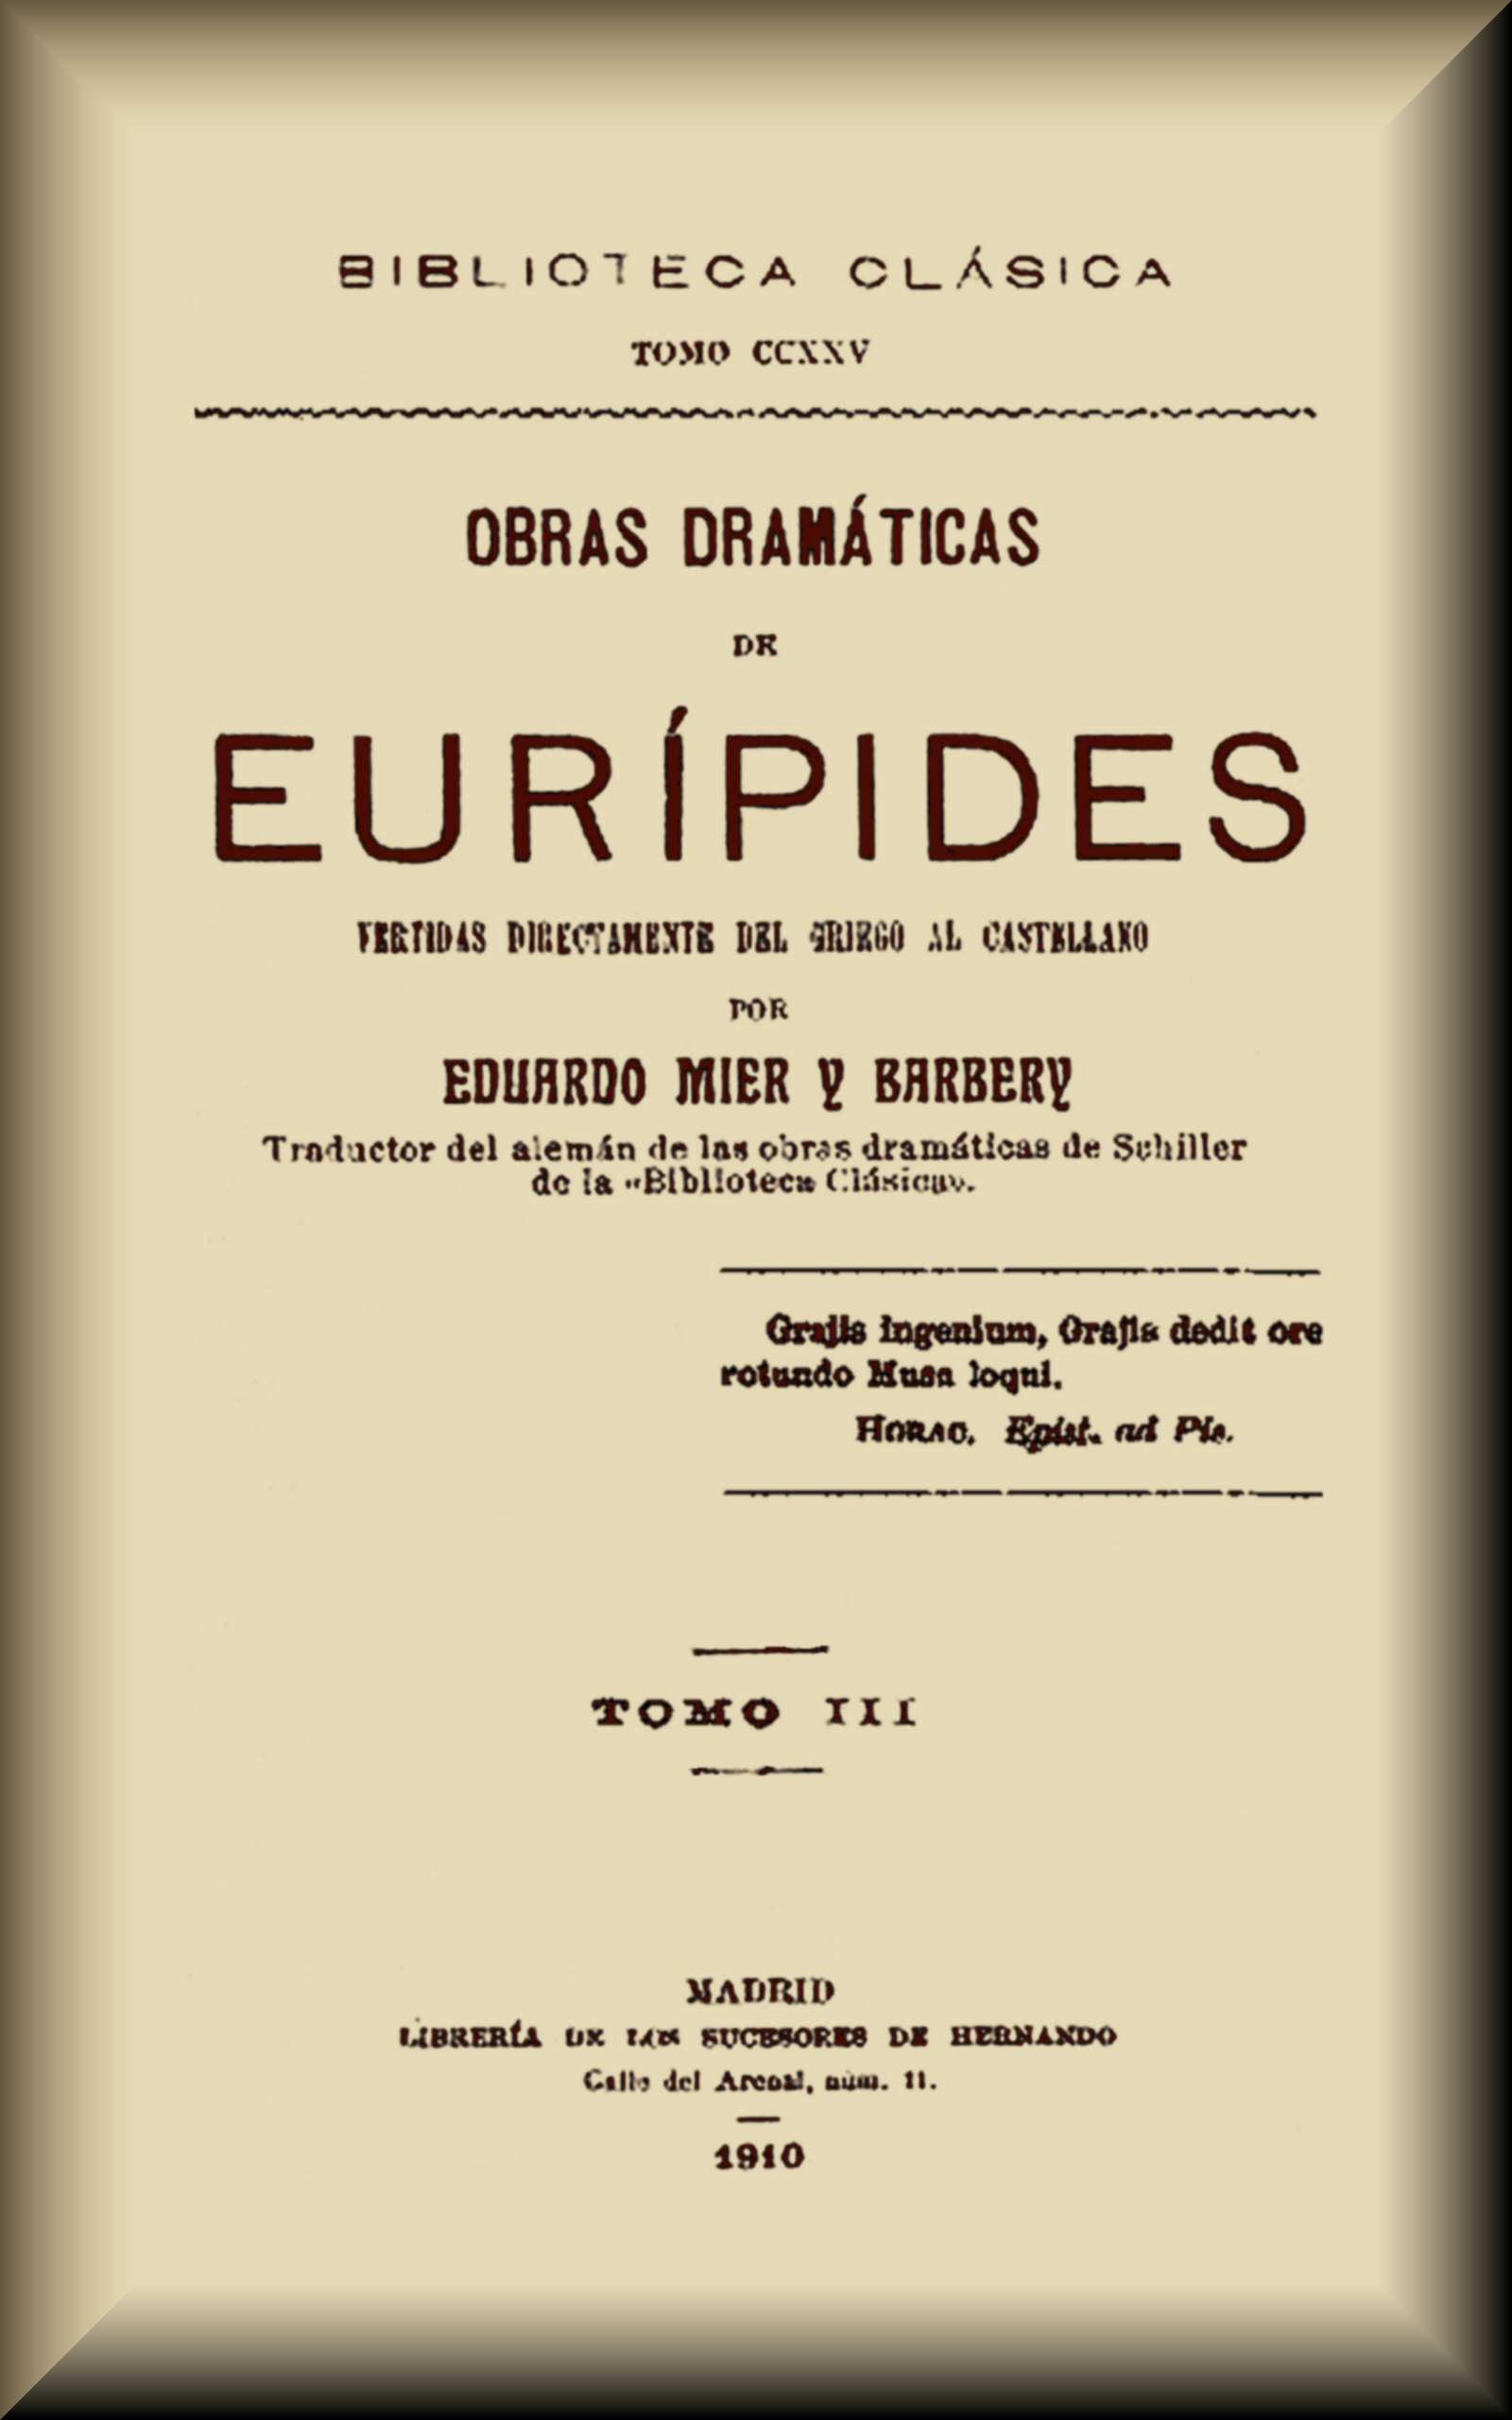 BIBLIOTECA CLÁSICA
TOMO CCXXV
OBRAS DRAMÁTICAS
DE
EURÍPIDES
VERTIDAS DIRECTAMENTE DEL GRIEGO AL CASTELLANO
POR
EDUARDO MIER Y BARBERY
Traductor del alemán de las obras dramáticas de Schiller
de la «Biblioteca Clásica».
Grajis ingenium, Grajis dedit ore
rotundo Musa loqui.
HORAC. Epist. ad Pis.
TOMO III
MADRID
LIBRERÍA DE LOS SUCESORES DE HERNANDO
Calle del Arenal, núm. 11.
1910